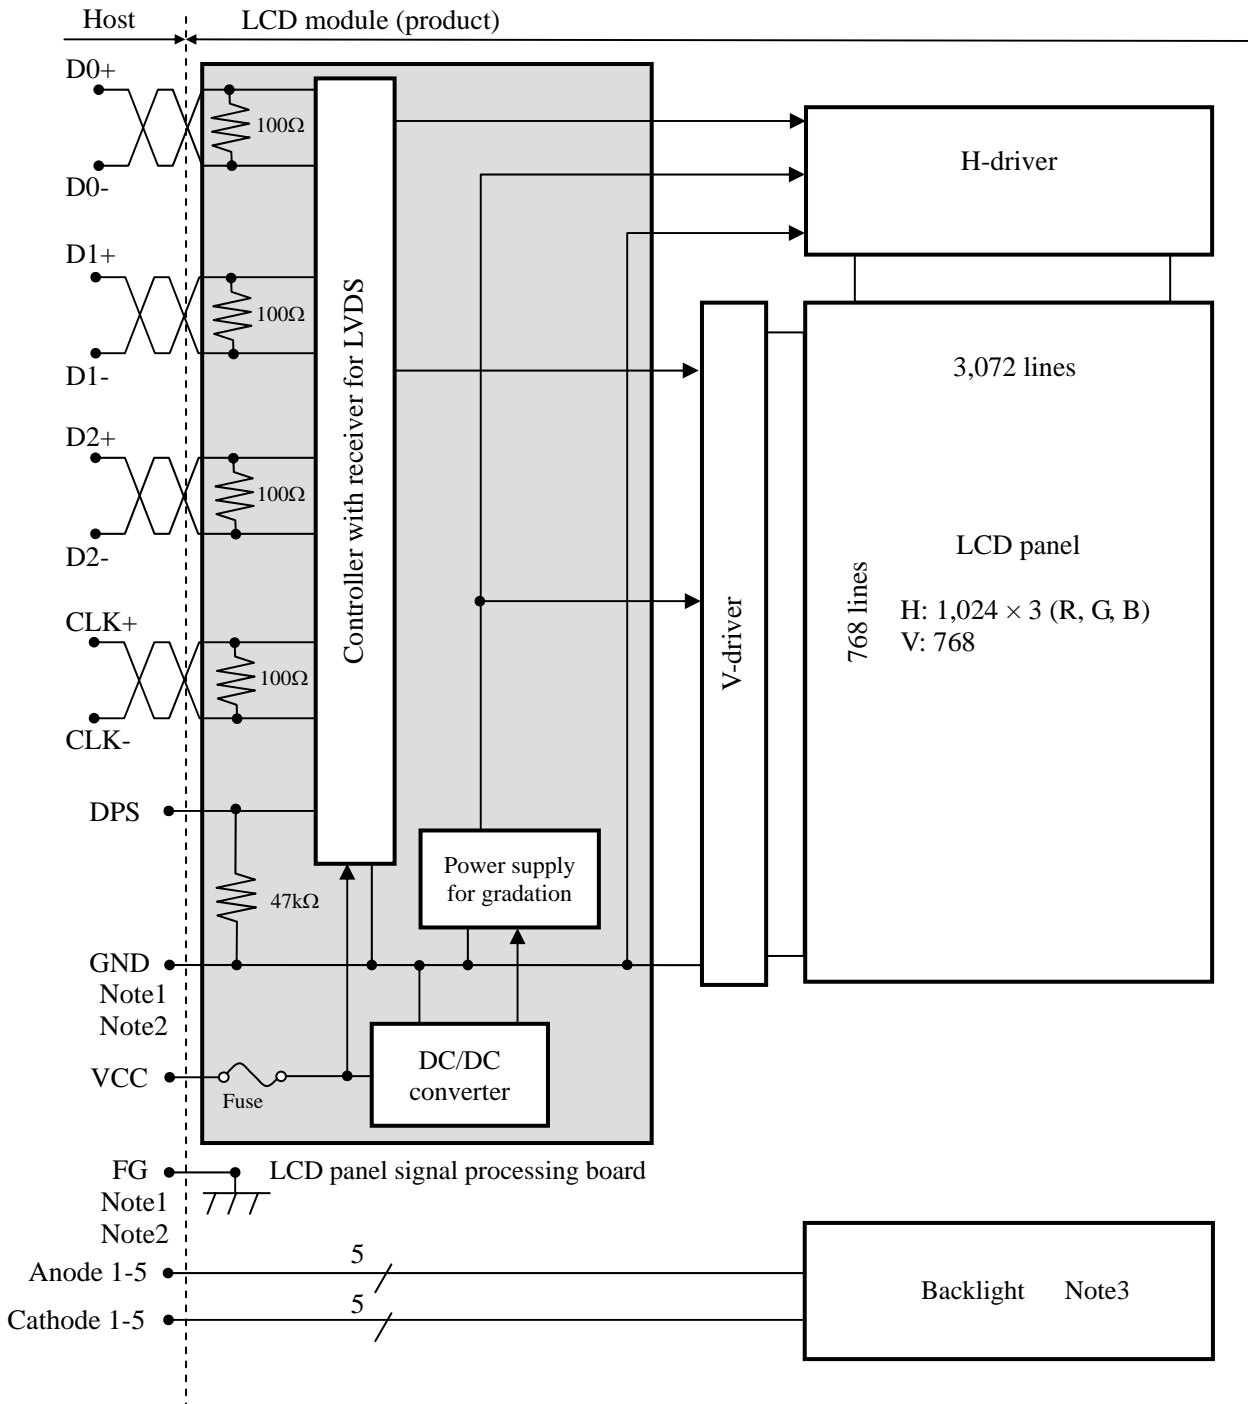 Host
LCD module (product)
D0+
100Ω
D0-
H-driver
D1+
100Ω
D1-
Controller with receiver for LVDS
3,072 lines
D2+
100Ω
D2-
LCD panel
768 lines
H: 1,024 × 3 (R, G, B)
V: 768
V-driver
CLK+
100Ω
CLK-
DPS
47kΩ
Power supply
for gradation
GND
Note1
Note2
VCC
Fuse
DC/DC
converter
FG
Note1
Note2
LCD panel signal processing board
Anode 1-5
5
Cathode 1-5
5
Backlight Note3